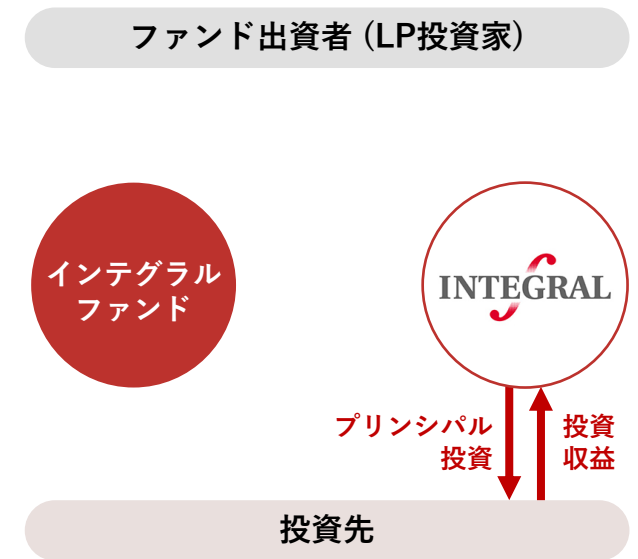 ファンド出資者 (LP投資家)
インテグラル
ファンド
INTEGRAL
プリンシパル
投資
投資
収益
投資先